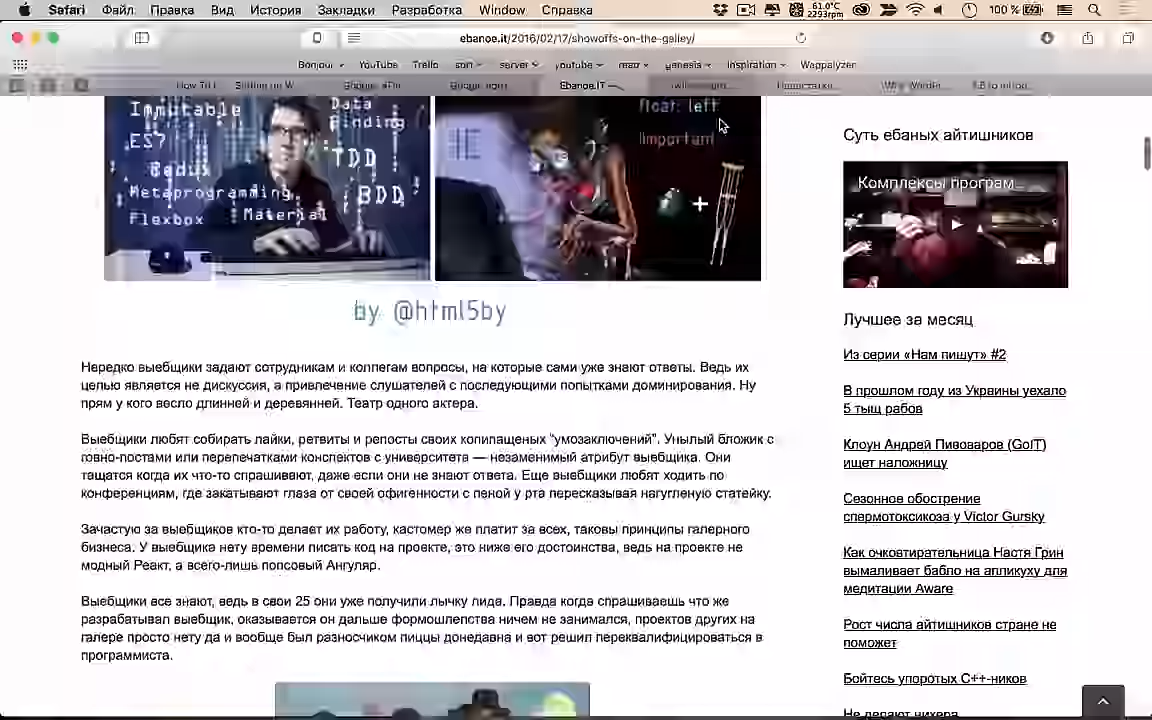 Safari Файл Правка Вид История Закладки Разработка Window Справка 61.0°C 2293rpm 100 %
ebanoe.it/2016/02/17/showoffs-on-the-galley/
Bonjour YouTube Trello server youtube genesis Inspiration Wappalyzer
Ebanoe.IT
Immutable
Data
Binding
ES7
TDD
Redux
Metaprogramming
BDD
Flexbox
Material
float: left
!important
+
by @html5by
Нередко выебщики задают сотрудникам и коллегам вопросы, на которые сами уже знают ответы. Ведь их
целью является не дискуссия, а привлечение слушателей с последующими попытками доминирования. Ну
прям у кого весло длинней и деревянней. Театр одного актера.
Выебщики любят собирать лайки, ретвиты и репосты своих копипащеных "умозаключений". Унылый бложик с
говно-постами или перепечатками конспектов с университета — незаменимый атрибут выебщика. Они
тащатся когда их что-то спрашивают, даже если они не знают ответа. Еще выебщики любят ходить по
конференциям, где закатывают глаза от своей офигенности с пеной у рта пересказывая нагугленую статейку.
Зачастую за выебщиков кто-то делает их работу, кастомер же платит за всех, таковы принципы галерного
бизнеса. У выебщика нету времени писать код на проекте, это ниже его достоинства, ведь на проекте не
модный Реакт, а всего-лишь попсовый Ангуляр.
Выебщики все знают, ведь в свои 25 они уже получили лычку лида. Правда когда спрашиваешь что же
разрабатывал выебщик, оказывается он дальше формошлепства ничем не занимался, проектов других на
галере просто нету да и вообще был разносчиком пиццы донедавна и вот решил переквалифицироваться в
программиста.
Суть ебаных айтишников
Комплексы програм...
Лучшее за месяц
Из серии «Нам пишут» #2
В прошлом году из Украины уехало
5 тыщ рабов
Клоун Андрей Пивоваров (GoIT)
ищет наложницу
Сезонное обострение
спермотоксикоза у Victor Gursky
Как очковтирательница Настя Грин
вымаливает бабло на апликуху для
медитации Aware
Рост числа айтишников стране не
поможет
Бойтесь упоротых C++-ников
Не делают нихера